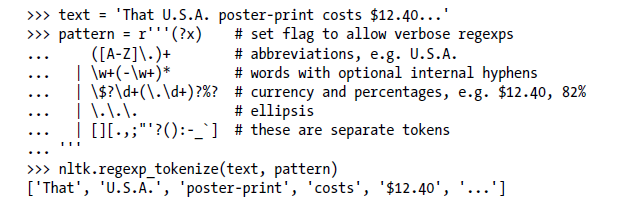 >>> text = 'That U.S.A. poster-print costs $12.40...'
>>> pattern = r'''(?x)    # set flag to allow verbose regexps
...     ([A-Z]\.)+        # abbreviations, e.g. U.S.A.
...   | \w+(-\w+)*        # words with optional internal hyphens
...   | \$?\d+(\.\d+)?%?  # currency and percentages, e.g. $12.40, 82%
...   | \.\.\.            # ellipsis
...   | [][.,;"'?():-_`]  # these are separate tokens
... '''
>>> nltk.regexp_tokenize(text, pattern)
['That', 'U.S.A.', 'poster-print', 'costs', '$12.40', '...']